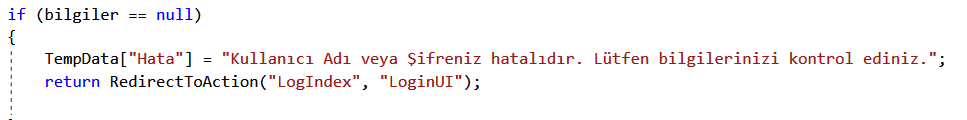 if (bilgiler == null)
{
TempData["Hata"] = "Kullanıcı Adı veya Şifreniz hatalıdır. Lütfen bilgilerinizi kontrol ediniz.";
return RedirectToAction("LogIndex", "LoginUI");